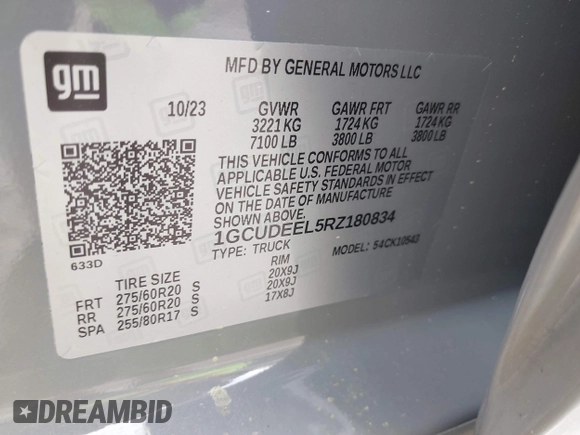 gm
MFD BY GENERAL MOTORS LLC
10/23 GVWR GAWR FRT GAWR RR
3221 KG 1724 KG 1724 KG
7100 LB 3800 LB 3800 LB
THIS VEHICLE CONFORMS TO ALL
APPLICABLE U.S. FEDERAL MOTOR
VEHICLE SAFETY STANDARDS IN EFFECT
ON THE DATE OF MANUFACTURE
1GCUDEEL5RZ180834
TYPE: TRUCK MODEL: 54CK10543
633D
TIRE SIZE RIM
FRT 275/60R20 S 20X9J
RR 275/60R20 S 20X9J
SPA 255/80R17 S 17X8J
DREAMBID